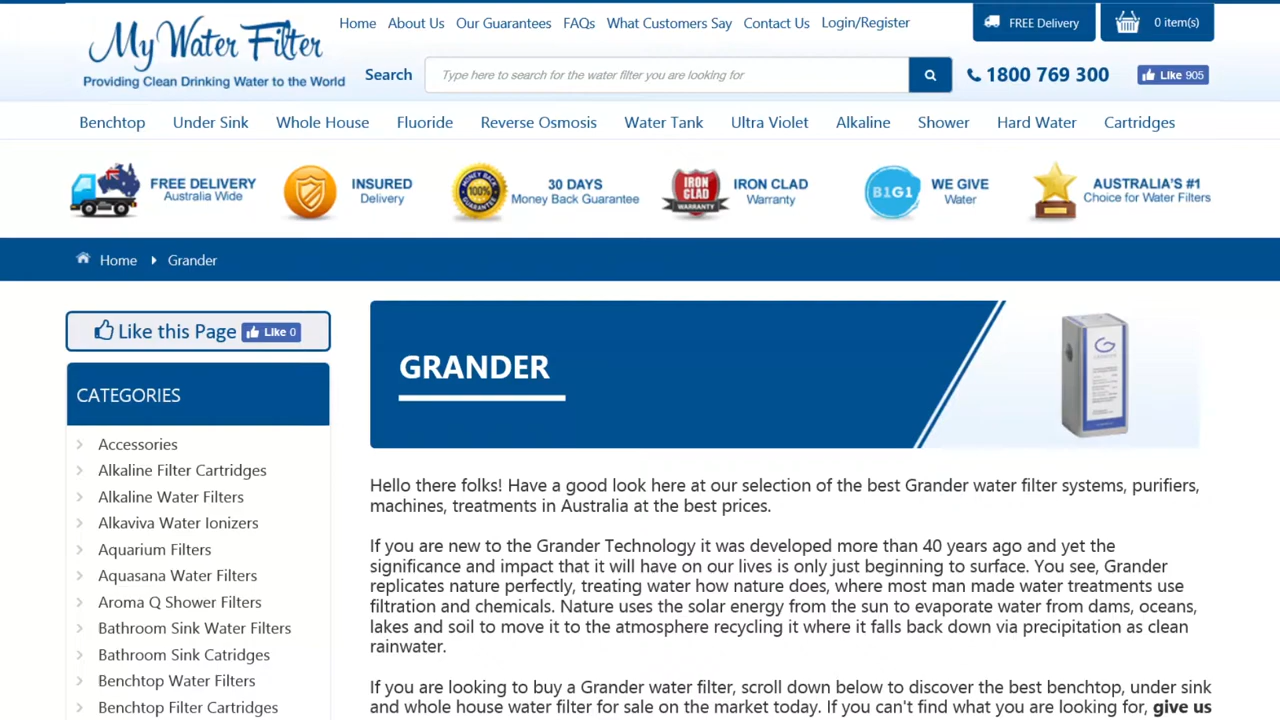 My Water Filter
Providing Clean Drinking Water to the World
Home About Us Our Guarantees FAQs What Customers Say Contact Us Login/Register
FREE Delivery
0 item(s)
Search
Type here to search for the water filter you are looking for
1800 769 300
Like 905
Benchtop Under Sink Whole House Fluoride Reverse Osmosis Water Tank Ultra Violet Alkaline Shower Hard Water Cartridges
FREE DELIVERY
Australia Wide
INSURED
Delivery
MONEY BACK
100%
GUARANTEE
30 DAYS
Money Back Guarantee
IRON
CLAD
WARRANTY
IRON CLAD
Warranty
B1G1
WE GIVE
Water
AUSTRALIA'S #1
Choice for Water Filters
Home Grander
Like this Page Like 0
CATEGORIES
Accessories
Alkaline Filter Cartridges
Alkaline Water Filters
Alkaviva Water Ionizers
Aquarium Filters
Aquasana Water Filters
Aroma Q Shower Filters
Bathroom Sink Water Filters
Bathroom Sink Catridges
Benchtop Water Filters
Benchtop Filter Cartridges
GRANDER
Hello there folks! Have a good look here at our selection of the best Grander water filter systems, purifiers,
machines, treatments in Australia at the best prices.
If you are new to the Grander Technology it was developed more than 40 years ago and yet the
significance and impact that it will have on our lives is only just beginning to surface. You see, Grander
replicates nature perfectly, treating water how nature does, where most man made water treatments use
filtration and chemicals. Nature uses the solar energy from the sun to evaporate water from dams, oceans,
lakes and soil to move it to the atmosphere recycling it where it falls back down via precipitation as clean
rainwater.
If you are looking to buy a Grander water filter, scroll down below to discover the best benchtop, under sink
and whole house water filter for sale on the market today. If you can't find what you are looking for, give us